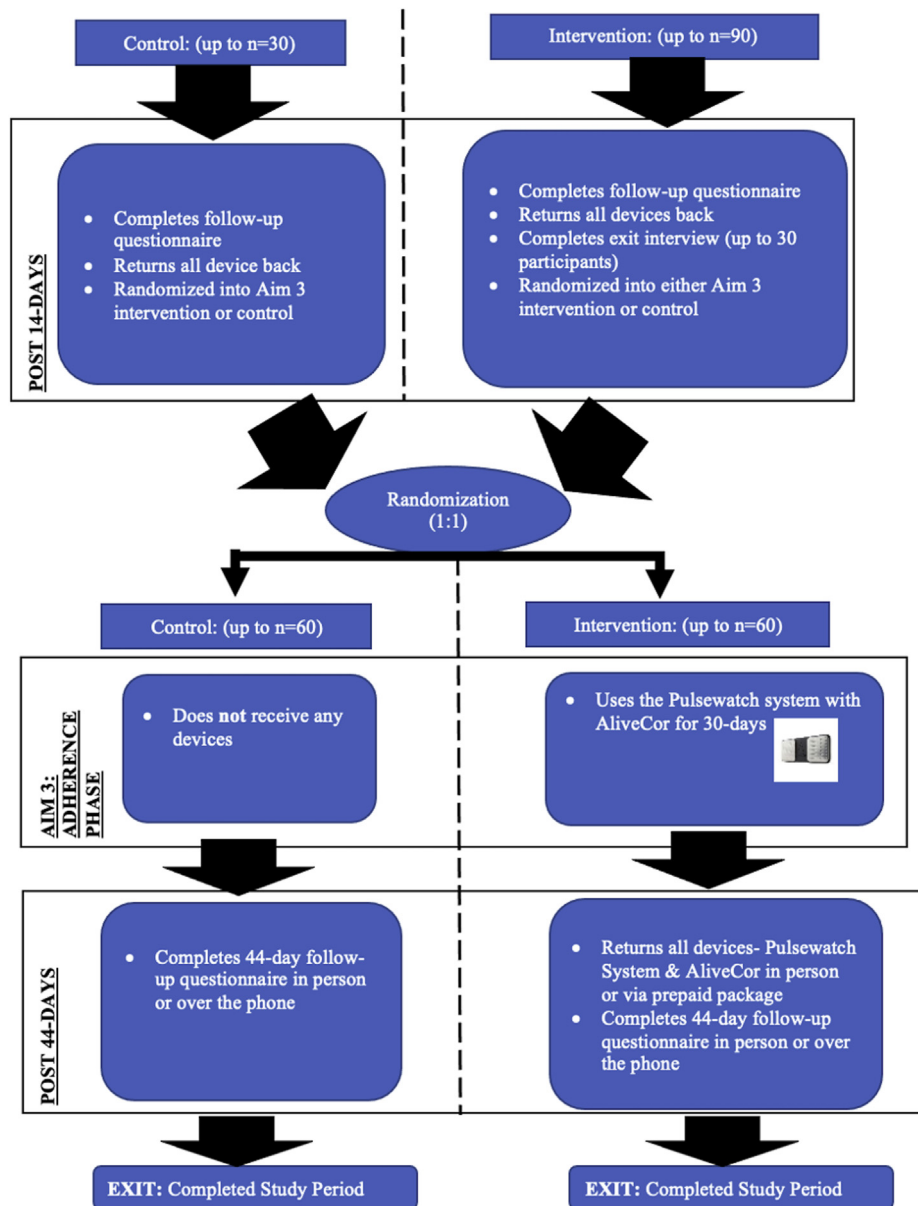 Control: (up to n=30)
Intervention: (up to n=90)
POST 14-DAYS
• Completes follow-up
questionnaire
• Returns all device back
• Randomized into Aim 3
intervention or control
• Completes follow-up questionnaire
• Returns all devices back
• Completes exit interview (up to 30
participants)
• Randomized into either Aim 3
intervention or control
Randomization
(1:1)
Control: (up to n=60)
Intervention: (up to n=60)
AIM 3:
ADHERENCE
PHASE
• Does not receive any
devices
• Uses the Pulsewatch system with
AliveCor for 30-days
POST 44-DAYS
• Completes 44-day follow-
up questionnaire in person
or over the phone
• Returns all devices- Pulsewatch
System & AliveCor in person
or via prepaid package
• Completes 44-day follow-up
questionnaire in person or over
the phone
EXIT: Completed Study Period
EXIT: Completed Study Period